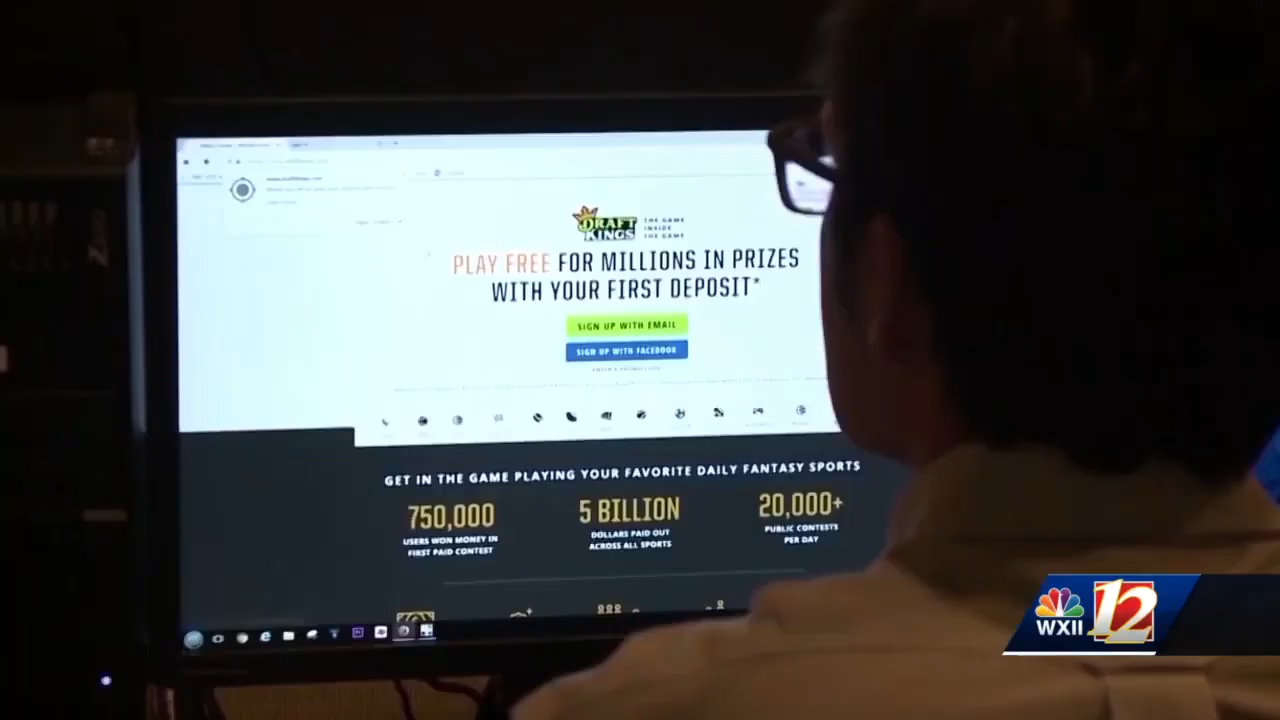 DRAFT
KINGS
THE GAME
INSIDE
THE GAME
PLAY FREE FOR MILLIONS IN PRIZES
WITH YOUR FIRST DEPOSIT*
SIGN UP WITH EMAIL
SIGN UP WITH FACEBOOK
GET IN THE GAME PLAYING YOUR FAVORITE DAILY FANTASY SPORTS
750,000
USERS WON MONEY IN
FIRST PAID CONTEST
5 BILLION
DOLLARS PAID OUT
ACROSS ALL SPORTS
20,000+
PUBLIC CONTESTS
PER DAY
WXII 12